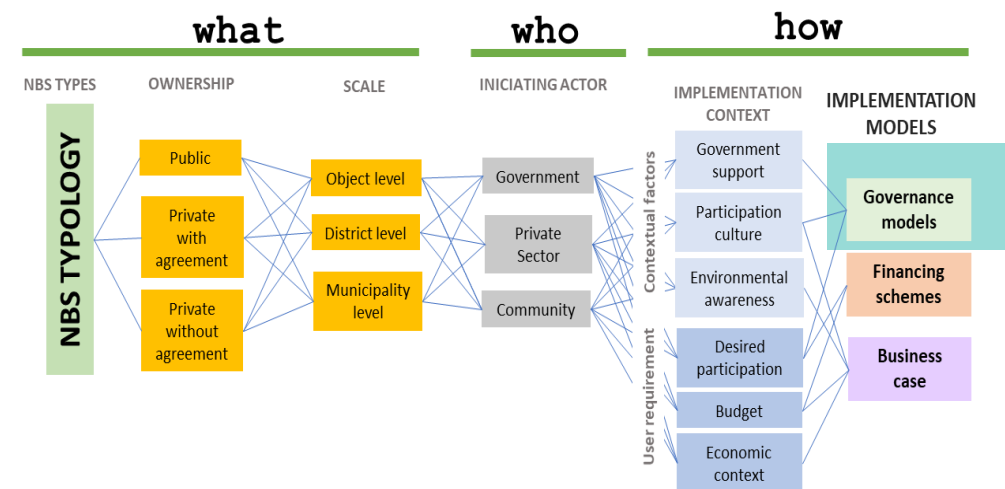 what
who
how
NBS TYPES
OWNERSHIP
SCALE
INICIATING ACTOR
IMPLEMENTATION
CONTEXT
IMPLEMENTATION
MODELS
NBS TYPOLOGY
Public
Private
with
agreement
Private
without
agreement
Object level
District level
Municipality
level
Government
Private
Sector
Community
Contextual factors
User requirement
Government
support
Participation
culture
Environmental
awareness
Desired
participation
Budget
Economic
context
Governance
models
Financing
schemes
Business
case